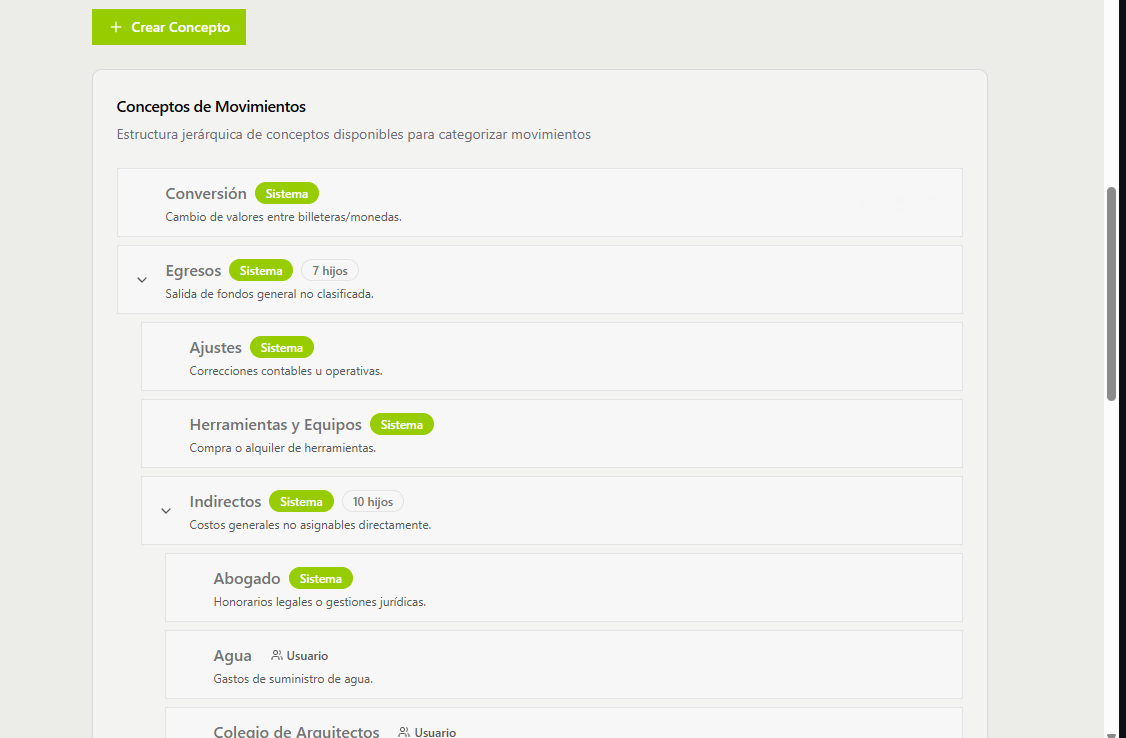 + Crear Concepto
Conceptos de Movimientos
Estructura jerárquica de conceptos disponibles para categorizar movimientos
Conversión Sistema
Cambio de valores entre billeteras/monedas.
Egresos Sistema 7 hijos
Salida de fondos general no clasificada.
Ajustes Sistema
Correcciones contables u operativas.
Herramientas y Equipos Sistema
Compra o alquiler de herramientas.
Indirectos Sistema 10 hijos
Costos generales no asignables directamente.
Abogado Sistema
Honorarios legales o gestiones jurídicas.
Agua Usuario
Gastos de suministro de agua.
Colegio de Arquitectos Usuario